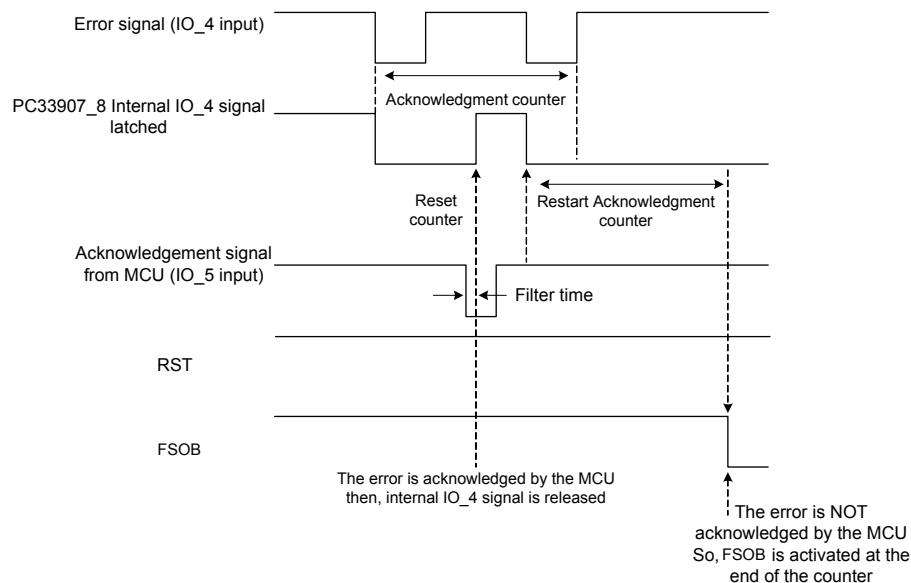 Error signal (IO_4 input)
Acknowledgment counter
PC33907_8 Internal IO_4 signal
latched
Reset
counter
Restart Acknowledgment
counter
Acknowledgement signal
from MCU (IO_5 input)
Filter time
RST
FSOB
The error is acknowledged by the MCU
then, internal IO_4 signal is released
The error is NOT
acknowledged by the MCU
So, FSOB is activated at the
end of the counter